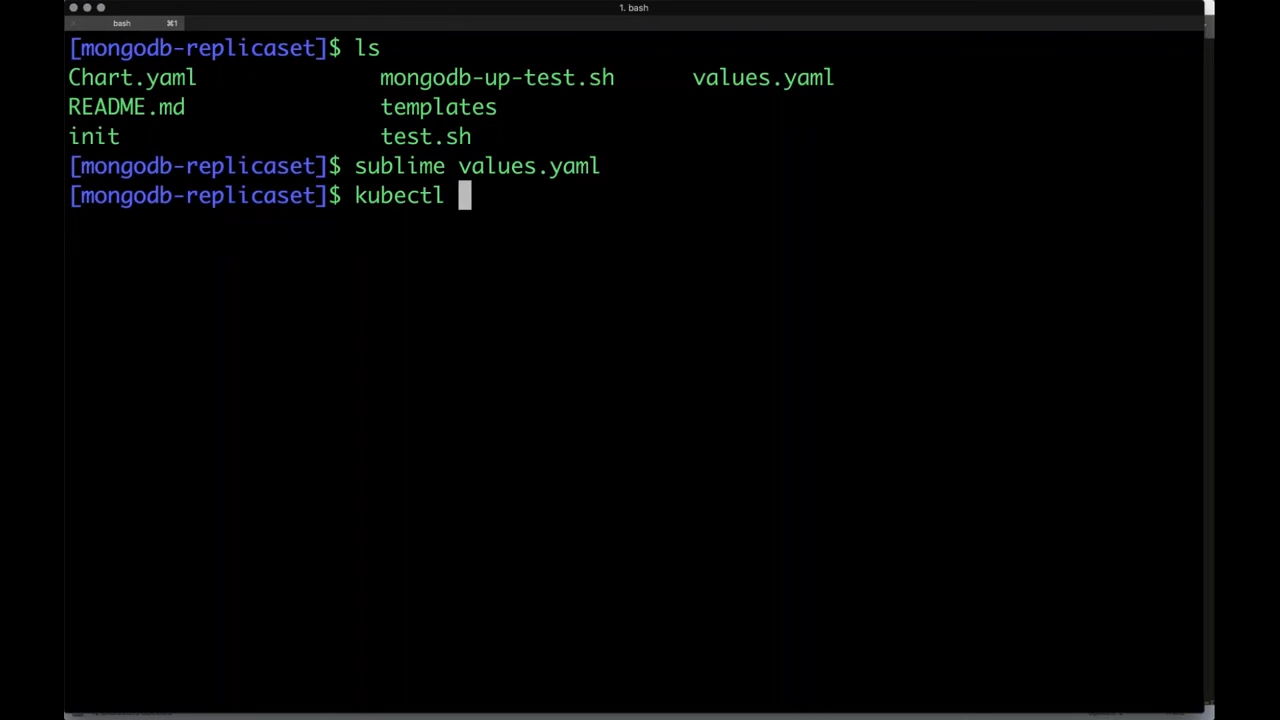 1. bash
bash ⌘1
[mongodb-replicaset]$ ls
Chart.yaml mongodb-up-test.sh values.yaml
README.md templates
init test.sh
[mongodb-replicaset]$ sublime values.yaml
[mongodb-replicaset]$ kubectl